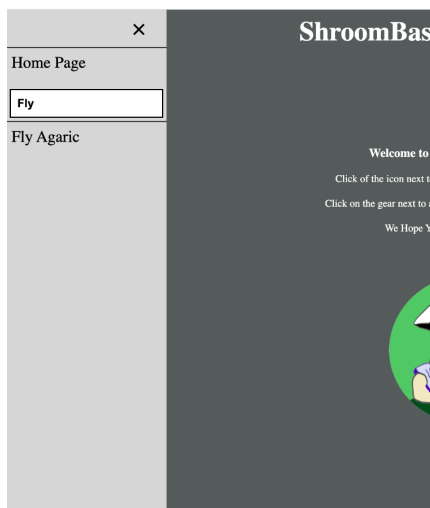 ×
Home Page
Fly
Fly Agaric
ShroomBas
Welcome to
Click of the icon next t
Click on the gear next to a
We Hope Y